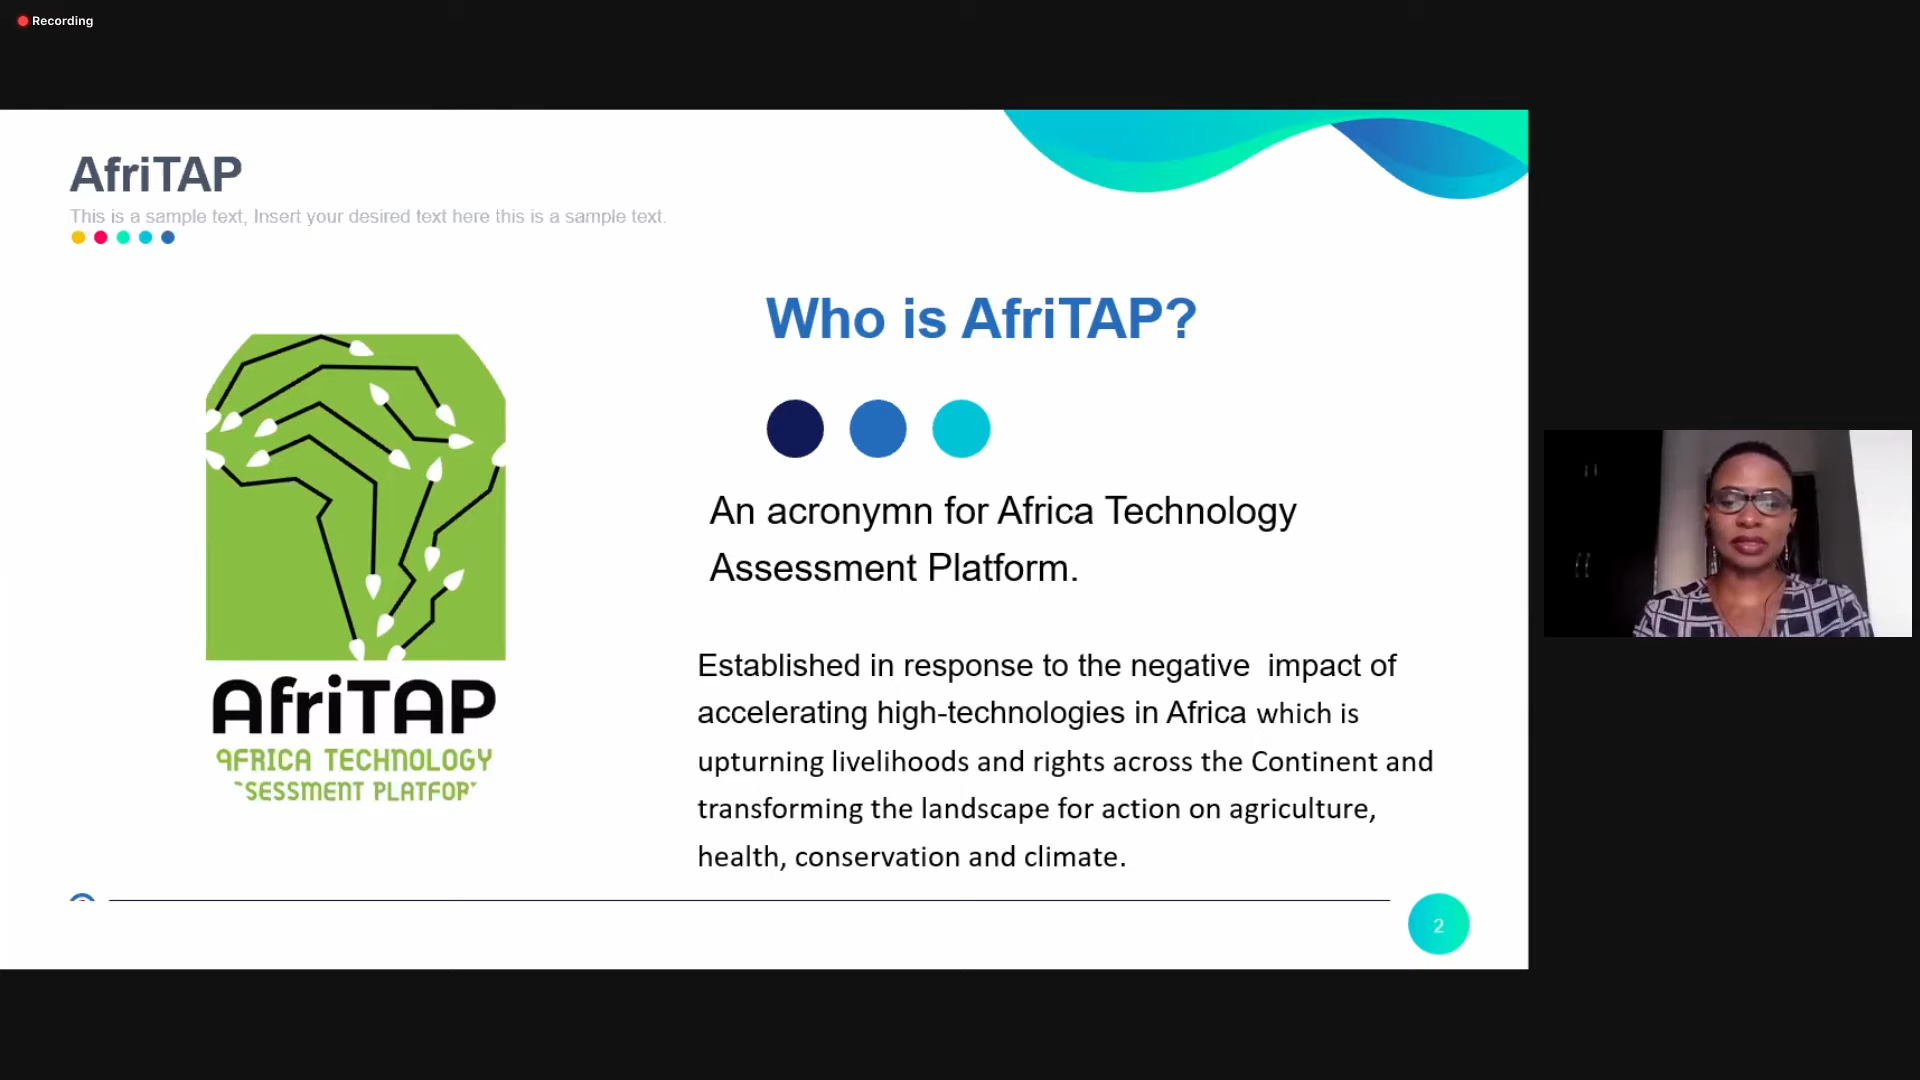 Recording
AfriTAP
This is a sample text, Insert your desired text here this is a sample text.
Who is AfriTAP?
An acronymn for Africa Technology
Assessment Platform.
Established in response to the negative  impact of
accelerating high-technologies in Africa which is
upturning livelihoods and rights across the Continent and
transforming the landscape for action on agriculture,
health, conservation and climate.
AfriTAP
AFRICA TECHNOLOGY
SSESSMENT PLATFOR
2